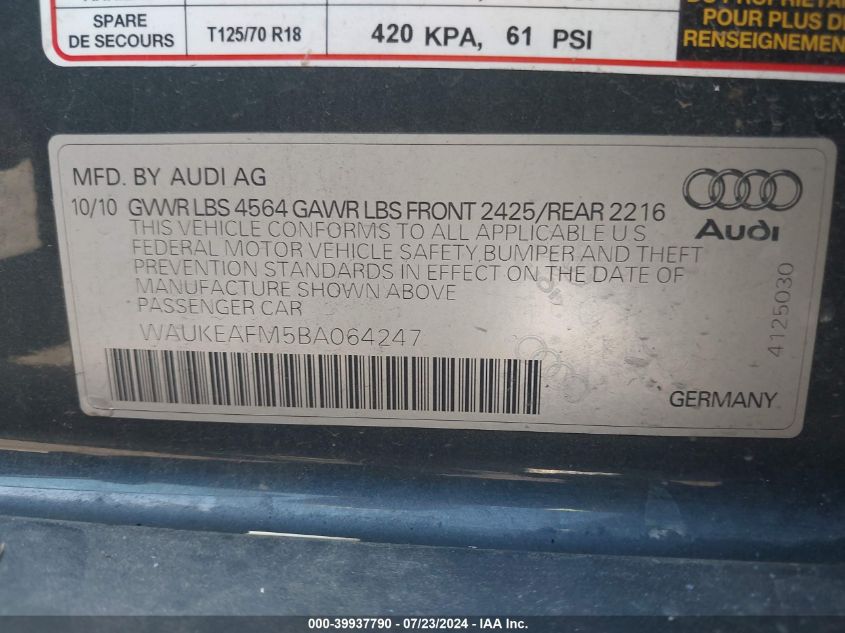 SPARE
DE SECOURS
T125/70 R18
420 KPA, 61 PSI
POUR PLUS DE
RENSEIGNEMEN
MFD. BY AUDI AG
10/10 GVWR LBS 4564 GAWR LBS FRONT 2425/REAR 2216
THIS VEHICLE CONFORMS TO ALL APPLICABLE U S
FEDERAL MOTOR VEHICLE SAFETY, BUMPER AND THEFT
PREVENTION STANDARDS IN EFFECT ON THE DATE OF
MANUFACTURE SHOWN ABOVE
PASSENGER CAR
WAUKEAFM5BA064247
Audi
4125030
GERMANY
000-39937790 - 07/23/2024 - IAA Inc.